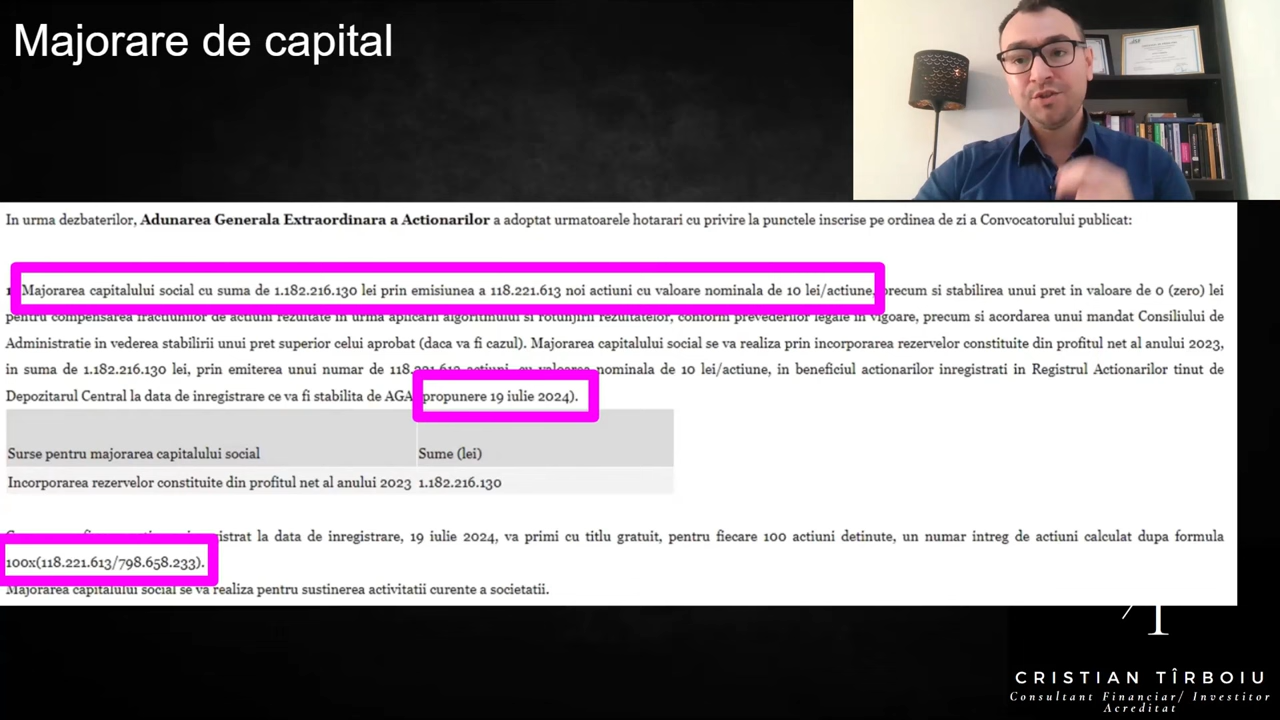 Majorare de capital
In urma dezbaterilor, Adunarea Generala Extraordinara a Actionarilor a adoptat urmatoarele hotarari cu privire la punctele inscrise pe ordinea de zi a Convocatorului publicat:
Majorarea capitalului social cu suma de 1.182.216.130 lei prin emisiunea a 118.221.613 noi actiuni cu valoare nominala de 10 lei/actiune, precum si stabilirea unui pret in valoare de 0 (zero) lei
pentru compensarea fractiunilor de actiuni rezultate in urma aplicarii algoritmului si rotunjirii rezultatelor, conform prevederilor legale in vigoare, precum si acordarea unui mandat Consiliului de
Administratie in vederea stabilirii unui pret superior celui aprobat (daca va fi cazul). Majorarea capitalului social se va realiza prin incorporarea rezervelor constituite din profitul net al anului 2023,
in suma de 1.182.216.130 lei, prin emiterea unui numar de 118.221.613 actiuni, cu valoarea nominala de 10 lei/actiune, in beneficiul actionarilor inregistrati in Registrul Actionarilor tinut de
Depozitarul Central la data de inregistrare ce va fi stabilita de AGA propunere 19 iulie 2024).
Surse pentru majorarea capitalului social Sume (lei)
Incorporarea rezervelor constituite din profitul net al anului 2023 1.182.216.130
la data de inregistrare, 19 iulie 2024, va primi cu titlu gratuit, pentru fiecare 100 actiuni detinute, un numar intreg de actiuni calculat dupa formula
100x(118.221.613/798.658.233).
Majorarea capitalului social se va realiza pentru sustinerea activitatii curente a societatii.
CRISTIAN TÎRBOIU
Consultant Financiar/ Investitor
Acreditat